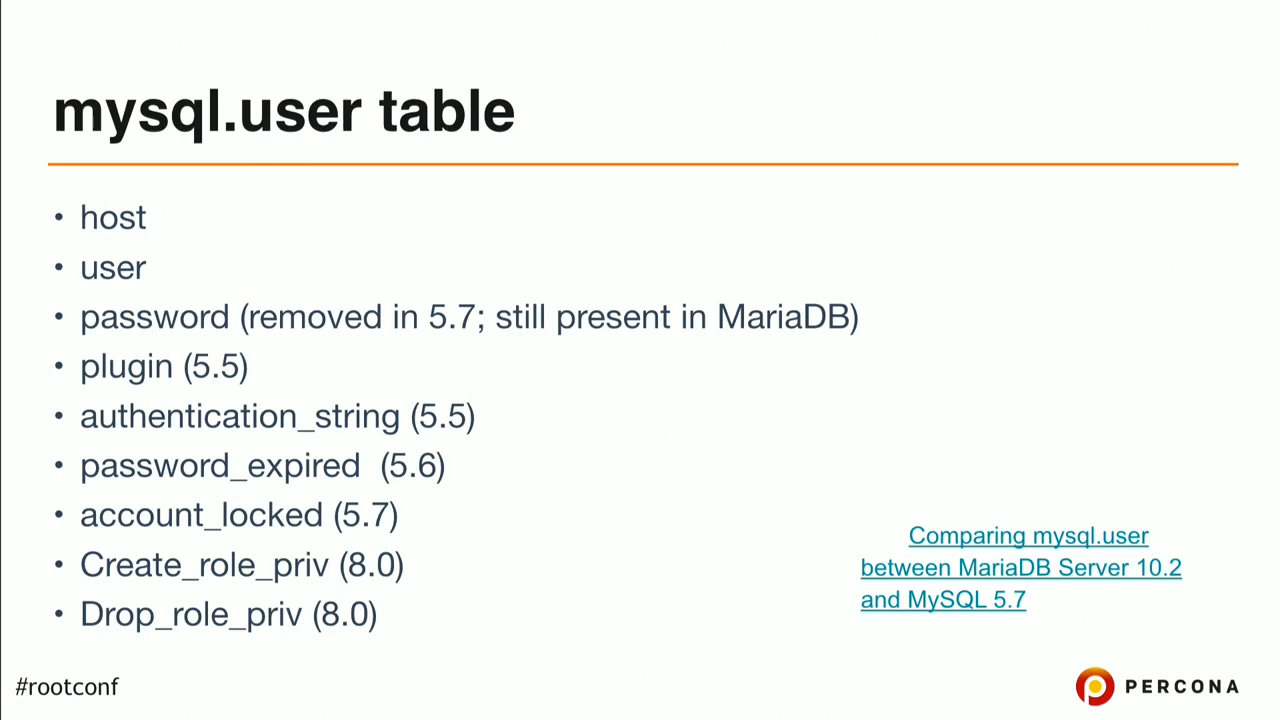 mysql.user table
• host
• user
• password (removed in 5.7; still present in MariaDB)
• plugin (5.5)
• authentication_string (5.5)
• password_expired  (5.6)
• account_locked (5.7)
• Create_role_priv (8.0)
• Drop_role_priv (8.0)
Comparing mysql.user
between MariaDB Server 10.2
and MySQL 5.7
#rootconf
PERCONA